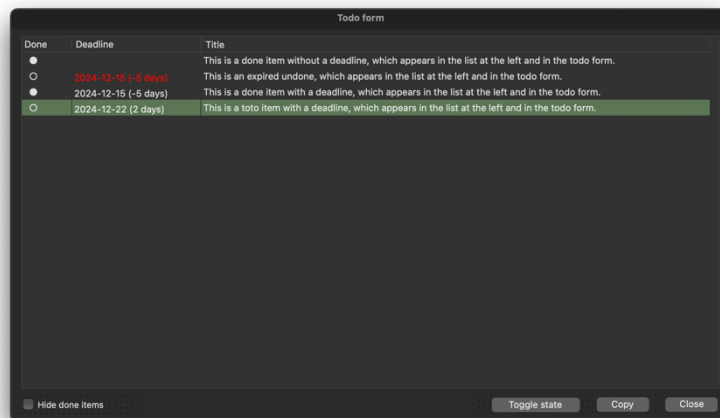 Todo form
Done Deadline Title
This is a done item without a deadline, which appears in the list at the left and in the todo form.
2024-12-15 (-5 days) This is an expired undone, which appears in the list at the left and in the todo form.
2024-12-15 (-5 days) This is a done item with a deadline, which appears in the list at the left and in the todo form.
2024-12-22 (2 days) This is a toto item with a deadline, which appears in the list at the left and in the todo form.
Hide done items Toggle state Copy Close